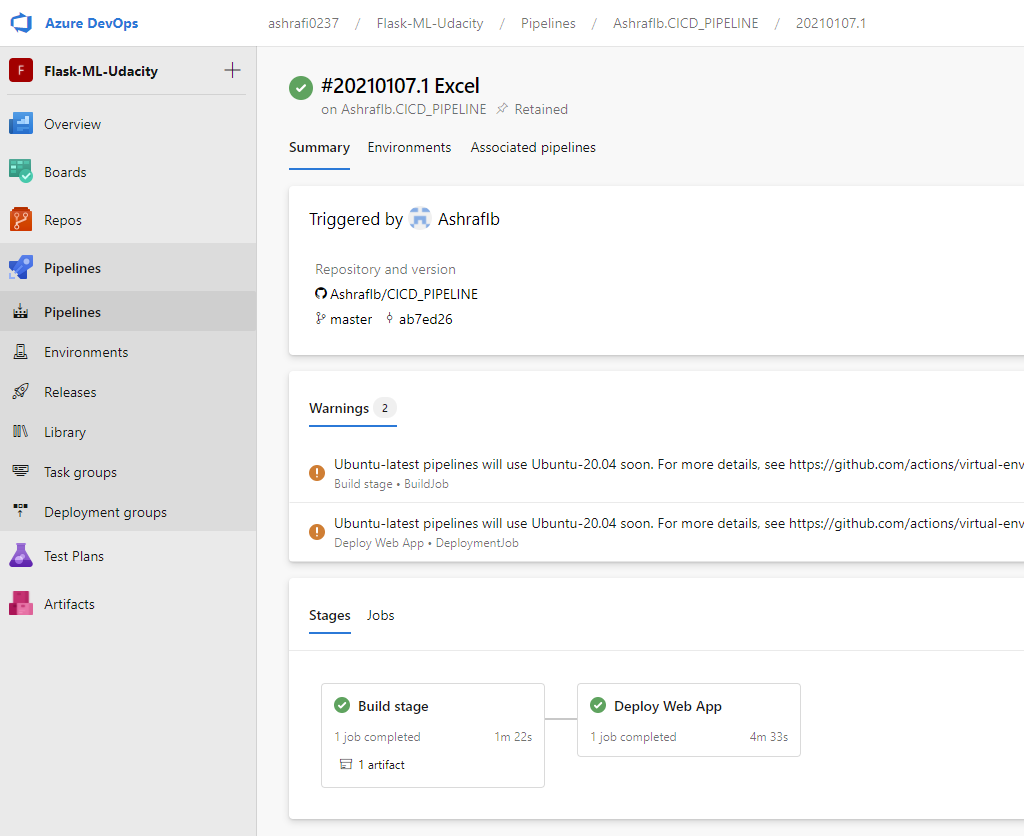 Azure DevOps
ashrafi0237 / Flask-ML-Udacity / Pipelines / AshrafIb.CICD_PIPELINE / 20210107.1
F Flask-ML-Udacity
Overview
Boards
Repos
Pipelines
Pipelines
Environments
Releases
Library
Task groups
Deployment groups
Test Plans
Artifacts
#20210107.1 Excel
on AshrafIb.CICD_PIPELINE Retained
Summary Environments Associated pipelines
Triggered by AshrafIb
Repository and version
AshrafIb/CICD_PIPELINE
master ab7ed26
Warnings 2
Ubuntu-latest pipelines will use Ubuntu-20.04 soon. For more details, see https://github.com/actions/virtual-env
Build stage • BuildJob
Ubuntu-latest pipelines will use Ubuntu-20.04 soon. For more details, see https://github.com/actions/virtual-env
Deploy Web App • DeploymentJob
Stages Jobs
Build stage
1 job completed 1m 22s
1 artifact
Deploy Web App
1 job completed 4m 33s